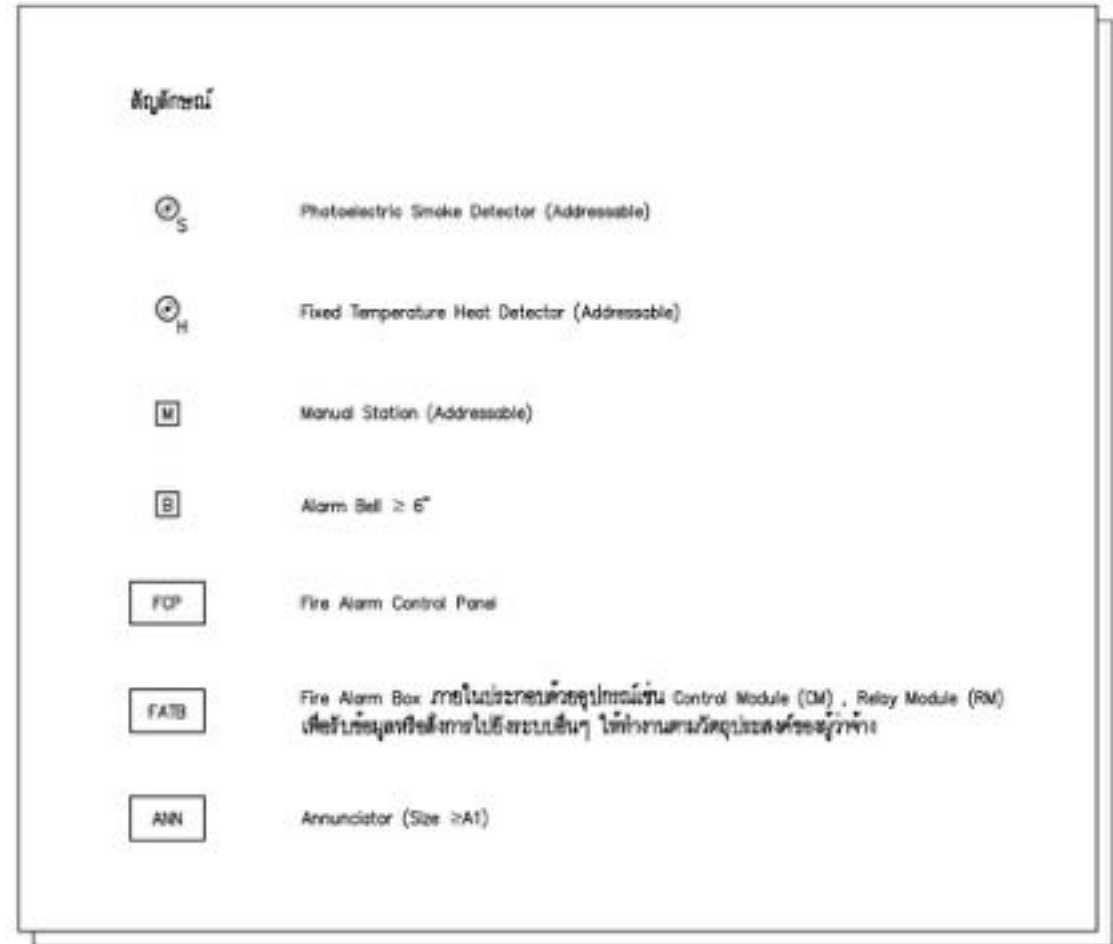 สัญลักษณ์
S Photoelectric Smoke Detector (Addressable)
H Fixed Temperature Heat Detector (Addressable)
M Manual Station (Addressable)
B Alarm Bell ≥ 6"
FCP Fire Alarm Control Panel
FATB Fire Alarm Box ภายในประกอบด้วยอุปกรณ์เช่น Control Module (CM) , Relay Module (RM)
เพื่อรับข้อมูลหรือสั่งการไปยังระบบอื่นๆ ให้ทำงานตามวัตถุประสงค์ของผู้ว่าจ้าง
ANN Annunciator (Size ≥A1)